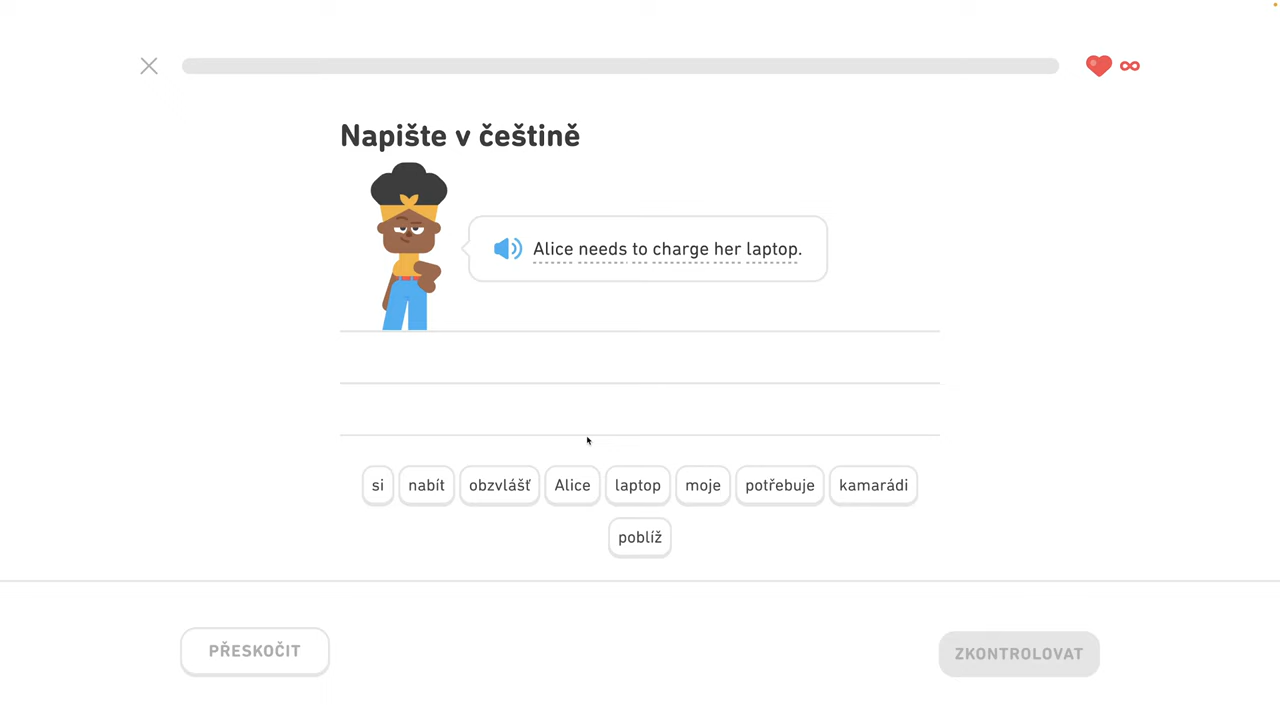 Napište v češtině
Alice needs to charge her laptop.
si nabít obzvlášť Alice laptop moje potřebuje kamarádi
poblíž
PŘESKOČIT ZKONTROLOVAT